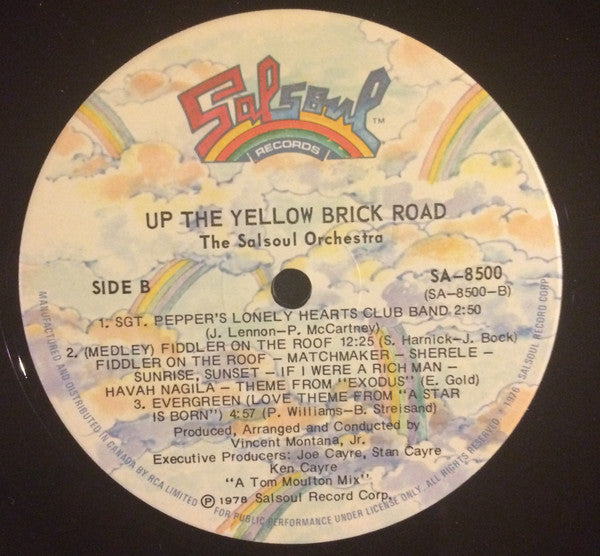 Salsoul™
RECORDS
UP THE YELLOW BRICK ROAD
The Salsoul Orchestra
SIDE B
SA-8500
(SA-8500-B)
1. SGT. PEPPER'S LONELY HEARTS CLUB BAND 2:50
(J. Lennon-P. McCartney)
2. (MEDLEY) FIDDLER ON THE ROOF 12:25 (S. Harnick-J. Bock)
FIDDLER ON THE ROOF – MATCHMAKER – SHERELE –
SUNRISE, SUNSET – IF I WERE A RICH MAN –
HAVAH NAGILA – THEME FROM "EXODUS" (E. Gold)
3. EVERGREEN (LOVE THEME FROM "A STAR
IS BORN") 4:57 (P. Williams-B. Streisand)
Produced, Arranged and Conducted by
Vincent Montana, Jr.
Executive Producers: Joe Cayre, Stan Cayre
Ken Cayre
"A Tom Moulton Mix"
℗ 1978 Salsoul Record Corp.
MANUFACTURED AND DISTRIBUTED IN CANADA BY RCA LIMITED
FOR PUBLIC PERFORMANCE UNDER LICENSE ONLY. ALL RIGHTS RESERVED
1976 SALSOUL RECORD CORP.